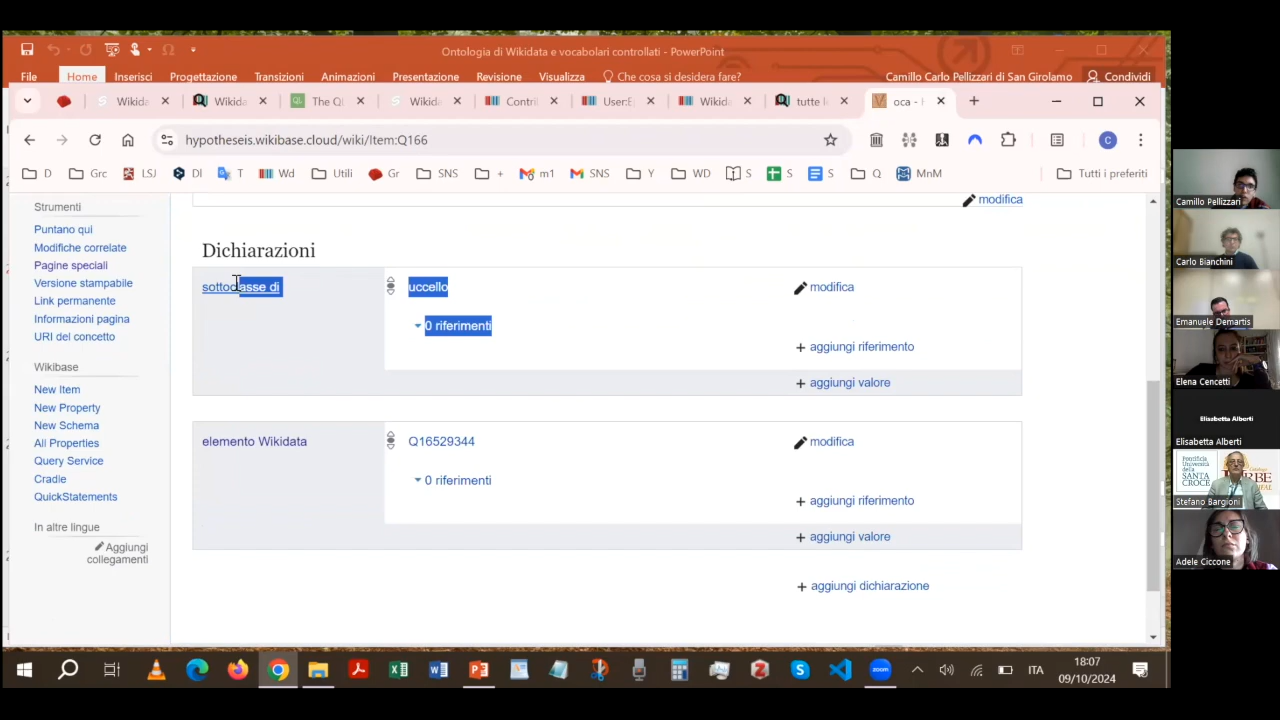 Ontologia di Wikidata e vocabolari controllati - PowerPoint
File Home Inserisci Progettazione Transizioni Animazioni Presentazione Revisione Visualizza Che cosa si desidera fare? Camillo Carlo Pellizzari di San Girolamo Condividi
Wikida Wikida The Q Wikida Contril User:E Wikida tutte l oca -
hypotheseis.wikibase.cloud/wiki/Item:Q166
D Grc LSJ DI T Wd Utili Gr SNS + m1 SNS Y WD S S S Q MnM Tutti i preferiti
modifica
Strumenti
Puntano qui
Modifiche correlate
Pagine speciali
Versione stampabile
Link permanente
Informazioni pagina
URI del concetto
Wikibase
New Item
New Property
New Schema
All Properties
Query Service
Cradle
QuickStatements
In altre lingue
Aggiungi
collegamenti
Dichiarazioni
sottoclasse di uccello modifica
0 riferimenti
+ aggiungi riferimento
+ aggiungi valore
elemento Wikidata Q16529344 modifica
0 riferimenti
+ aggiungi riferimento
+ aggiungi valore
+ aggiungi dichiarazione
Camillo Pellizzari
Carlo Bianchini
Emanuele Demartis
Elena Cencetti
Elisabetta Alberti
Elisabetta Alberti
Pontificia
Università
della
SANTA
CROCE
Stefano Bargioni
Adele Ciccone
zoom
ITA
18:07
09/10/2024